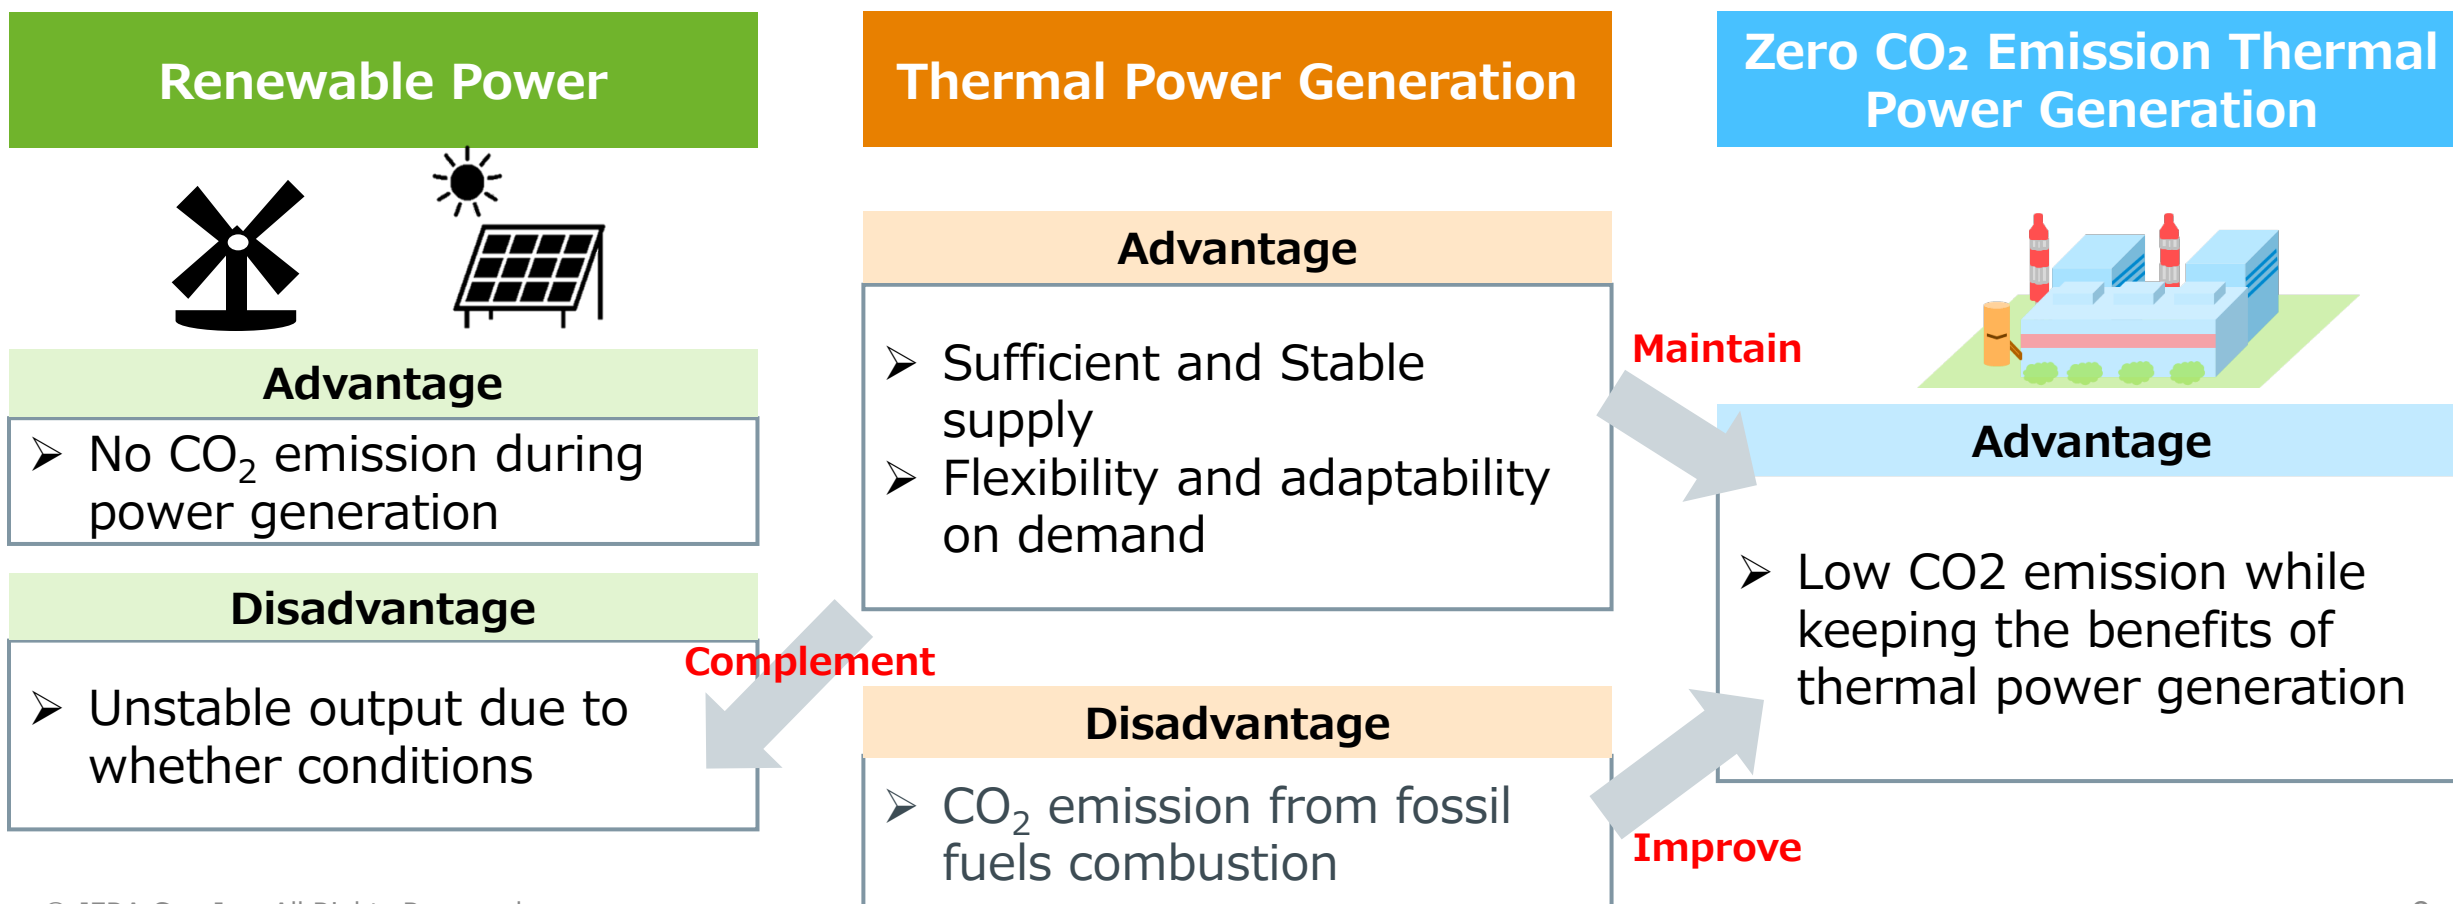 Renewable Power
Advantage
➢ No CO₂ emission during
power generation
Disadvantage
➢ Unstable output due to
whether conditions
Complement
Thermal Power Generation
Advantage
➢ Sufficient and Stable
supply
➢ Flexibility and adaptability
on demand
Disadvantage
➢ CO₂ emission from fossil
fuels combustion
Maintain
Improve
Zero CO₂ Emission Thermal
Power Generation
Advantage
➢ Low CO2 emission while
keeping the benefits of
thermal power generation